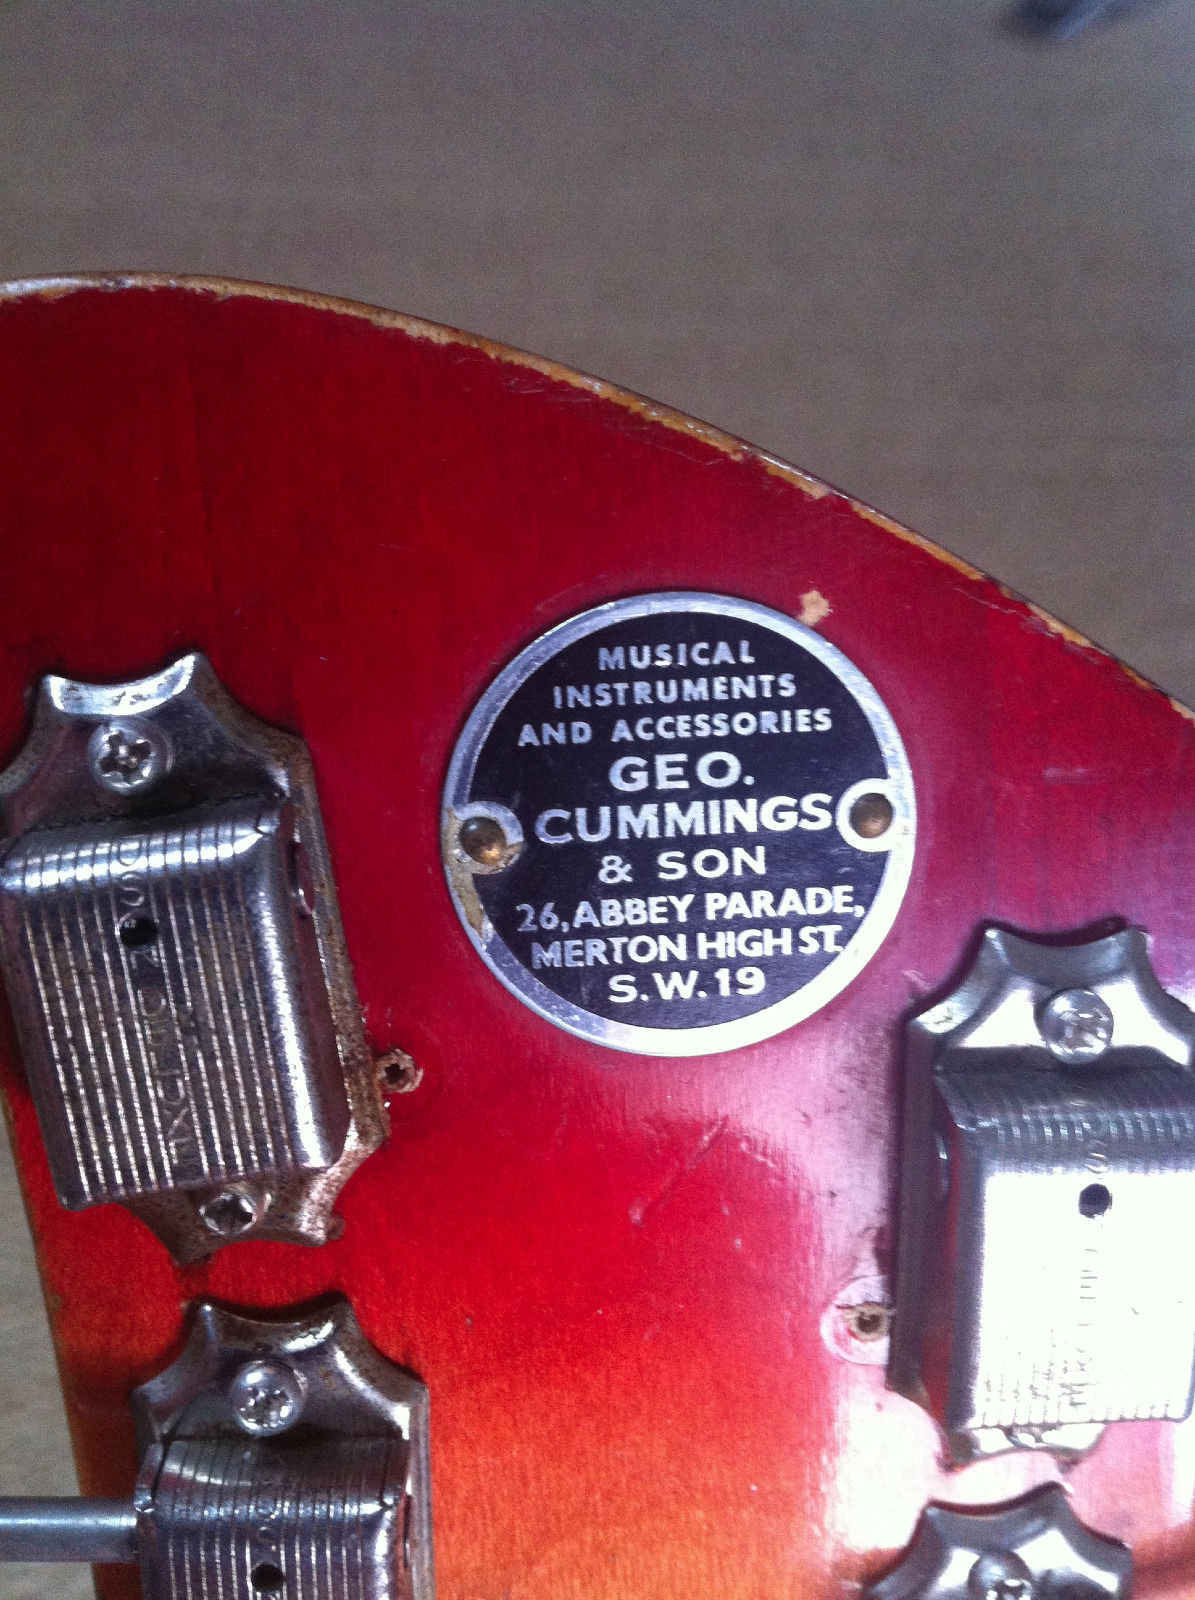 MUSICAL
INSTRUMENTS
AND ACCESSORIES
GEO.
CUMMINGS
& SON
26, ABBEY PARADE,
MERTON HIGH ST.
S.W.19